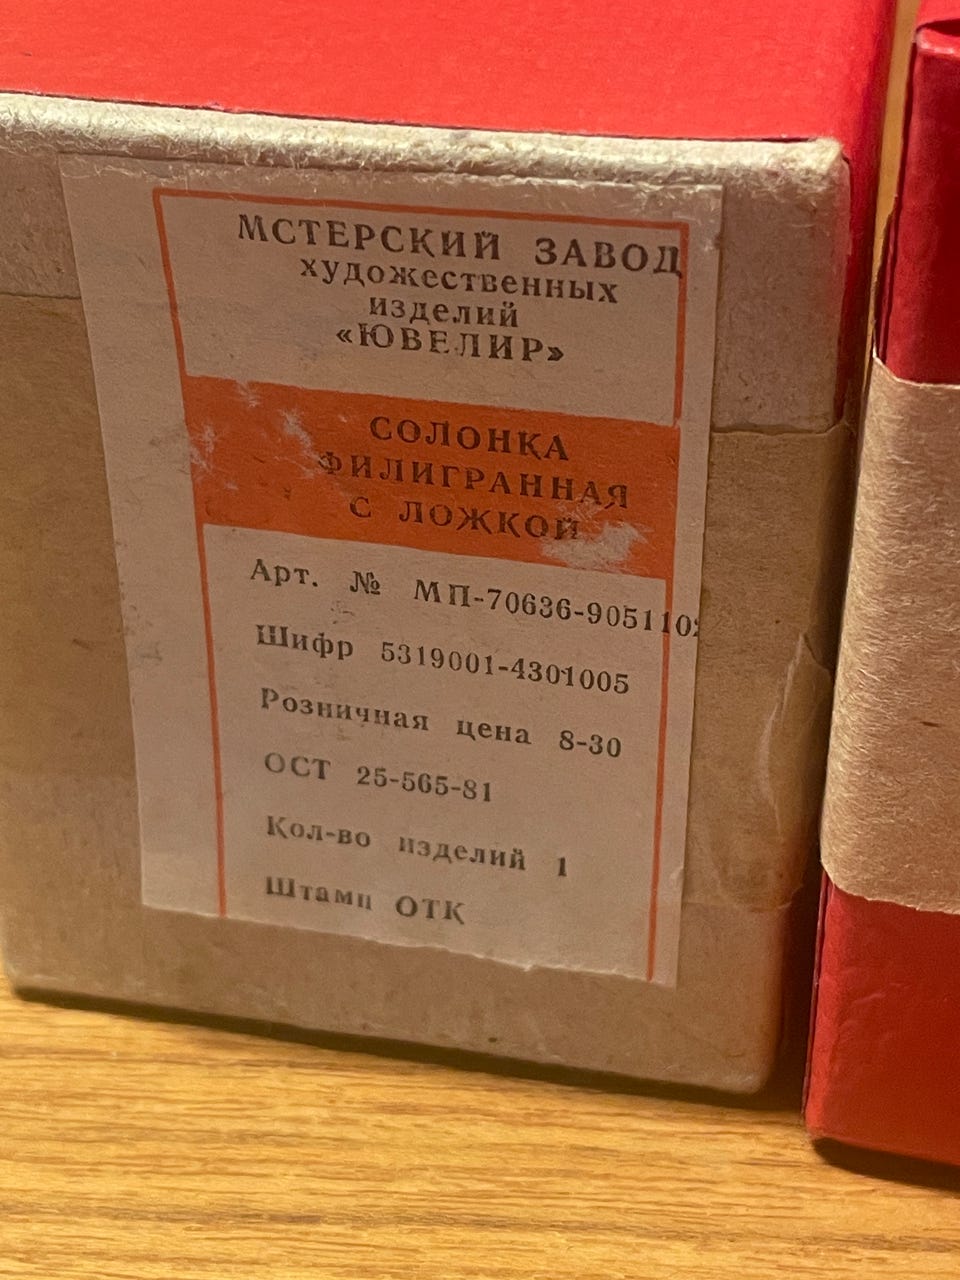 МСТЕРСКИЙ ЗАВОД
художественных
изделий
«ЮВЕЛИР»
СОЛОНКА
ФИЛИГРАННАЯ
С ЛОЖКОЙ
Арт. № МП-70636-9051102
Шифр 5319001-4301005
Розничная цена 8-30
ОСТ 25-565-81
Кол-во изделий 1
Штамп ОТК